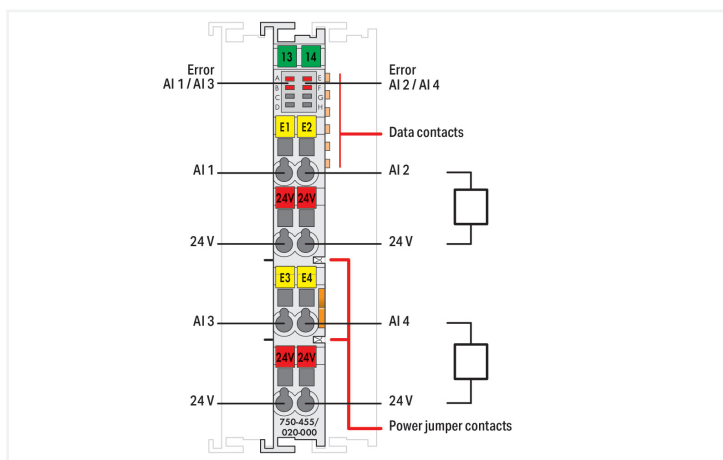 13 14
Error
AI 1 / AI 3
Error
AI 2 / AI 4
A E
B F
C G
D H
Data contacts
E1 E2
AI 1
AI 2
24V 24V
24 V
24 V
E3 E4
AI 3
AI 4
24V 24V
24 V
24 V
750-455/
020-000
Power jumper contacts